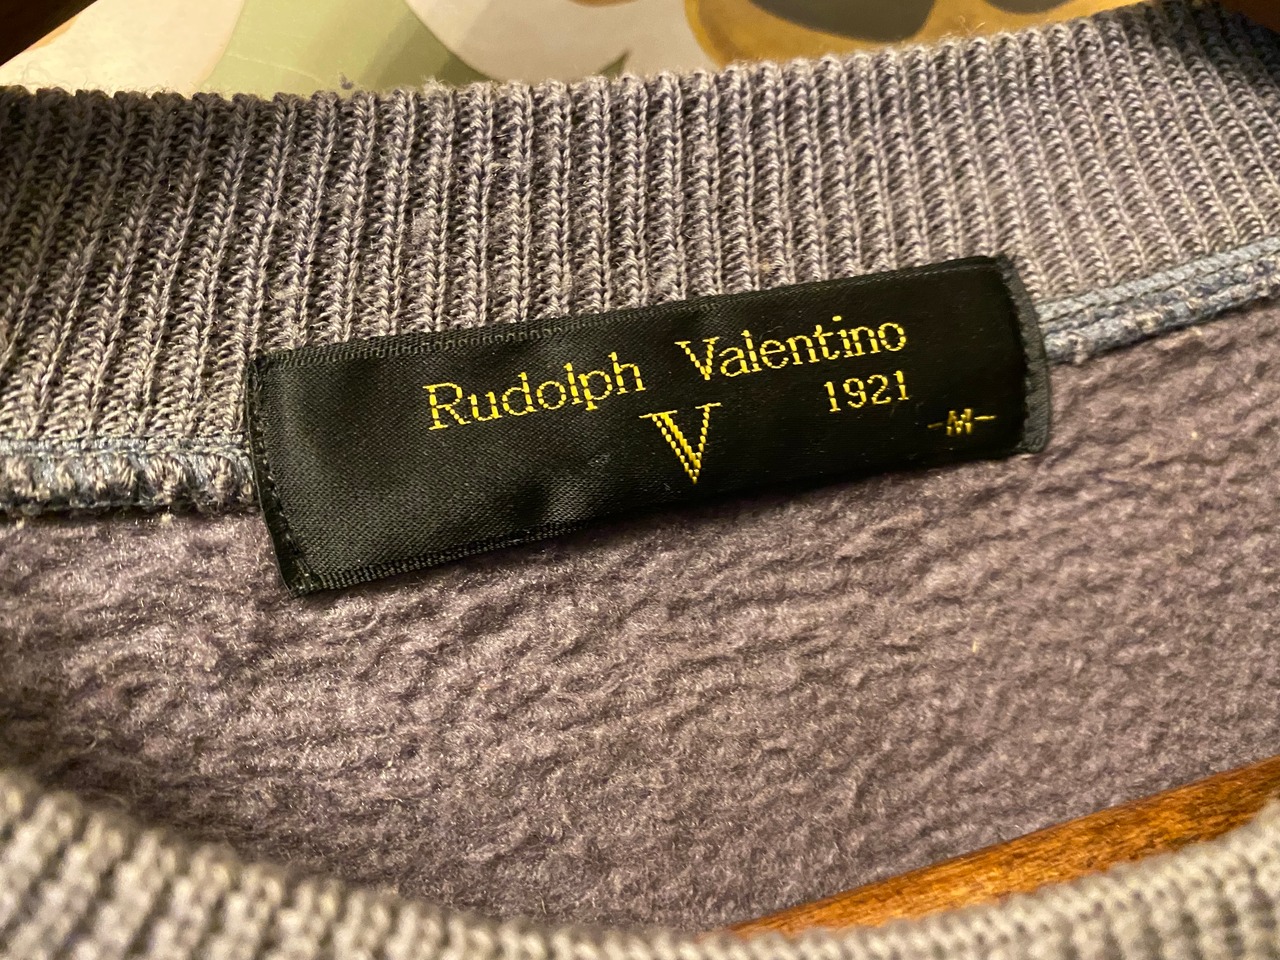 Rudolph Valentino
V 1921
-M-